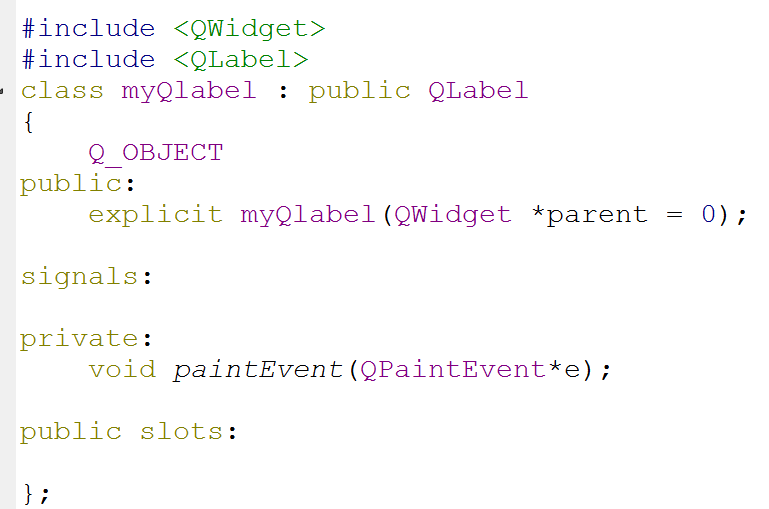 #include <QWidget>
#include <QLabel>
class myQlabel : public QLabel
{
    Q_OBJECT
public:
    explicit myQlabel(QWidget *parent = 0);

signals:

private:
    void paintEvent(QPaintEvent*e);

public slots:

};